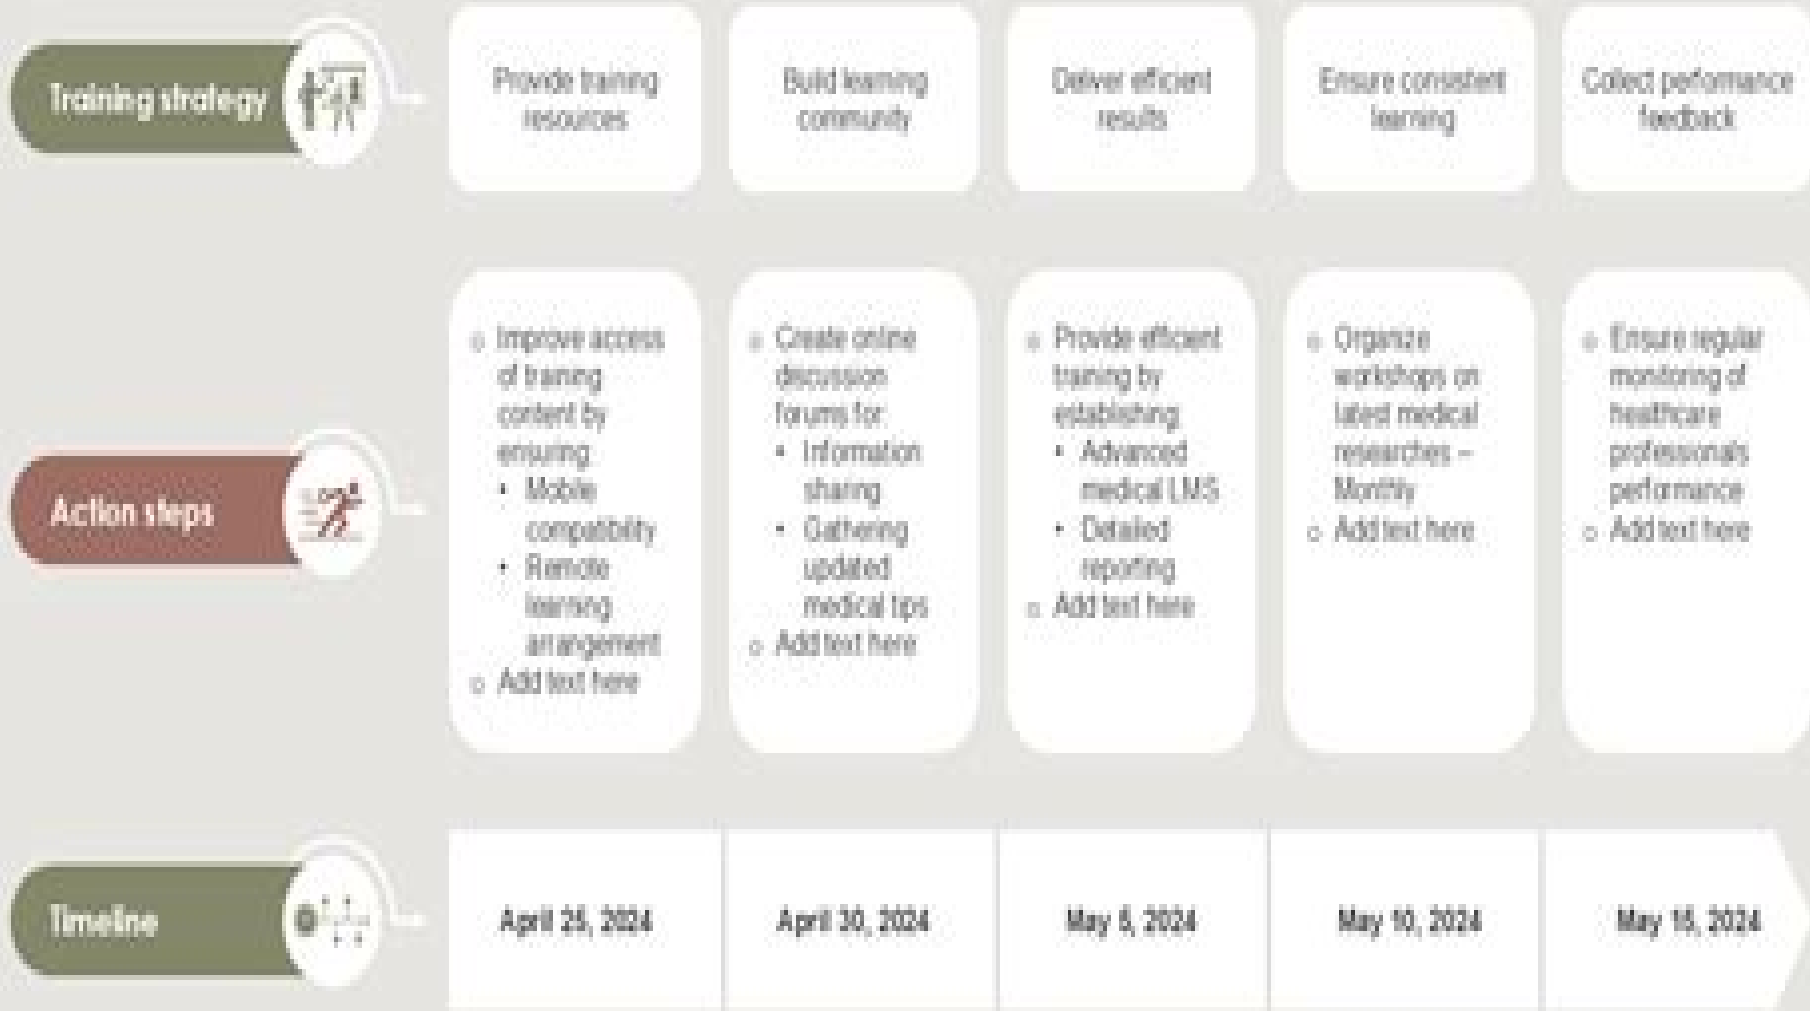 Training strategy
Provide training
resources
Build learning
community
Deliver efficient
results
Ensure consistent
learning
Collect performance
feedback
Action steps
o Improve access
of training
content by
ensuring
• Mobile
compatibility
• Remote
learning
arrangement
o Add text here
o Create online
discussion
forums for
• Information
sharing
• Gathering
updated
medical tips
o Add text here
o Provide efficient
training by
establishing
• Advanced
medical LMS
• Detailed
reporting
o Add text here
o Organize
workshops on
latest medical
researches –
Monthly
o Add text here
o Ensure regular
monitoring of
healthcare
professionals
performance
o Add text here
Timeline
April 25, 2024
April 30, 2024
May 5, 2024
May 10, 2024
May 15, 2024